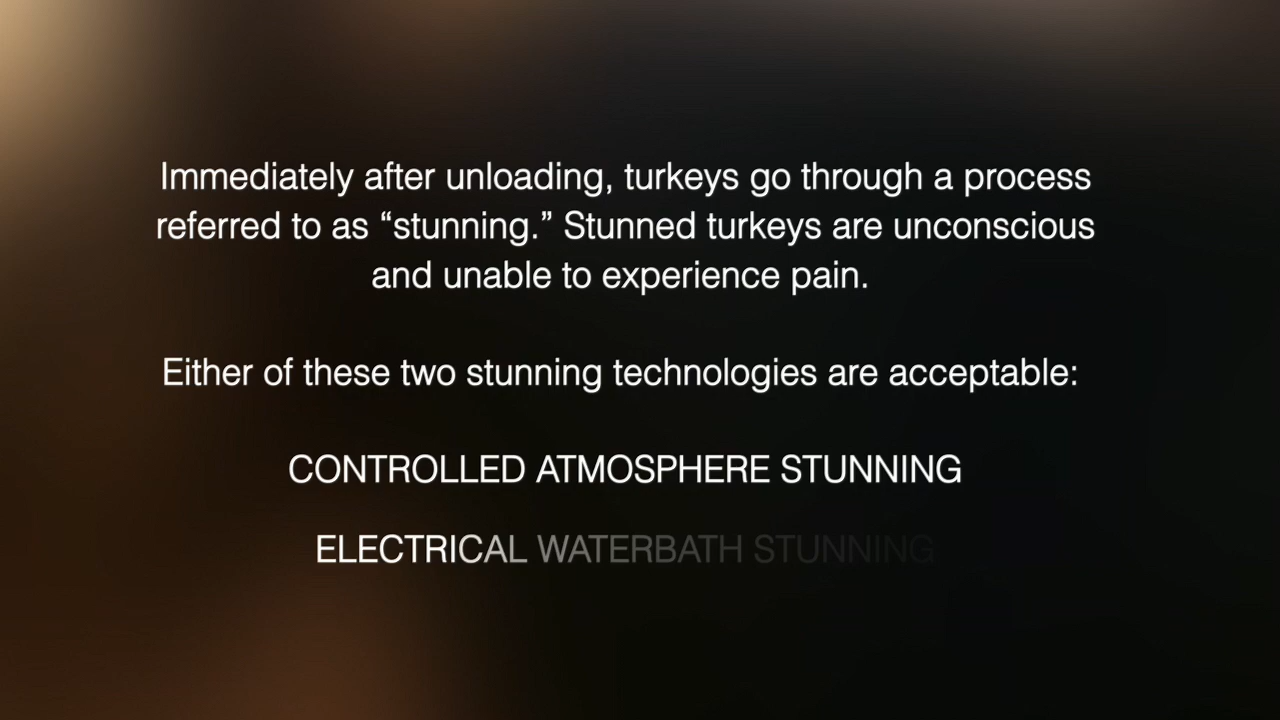 Immediately after unloading, turkeys go through a process
referred to as “stunning.” Stunned turkeys are unconscious
and unable to experience pain.
Either of these two stunning technologies are acceptable:
CONTROLLED ATMOSPHERE STUNNING
ELECTRICAL WATERBATH STUNNING